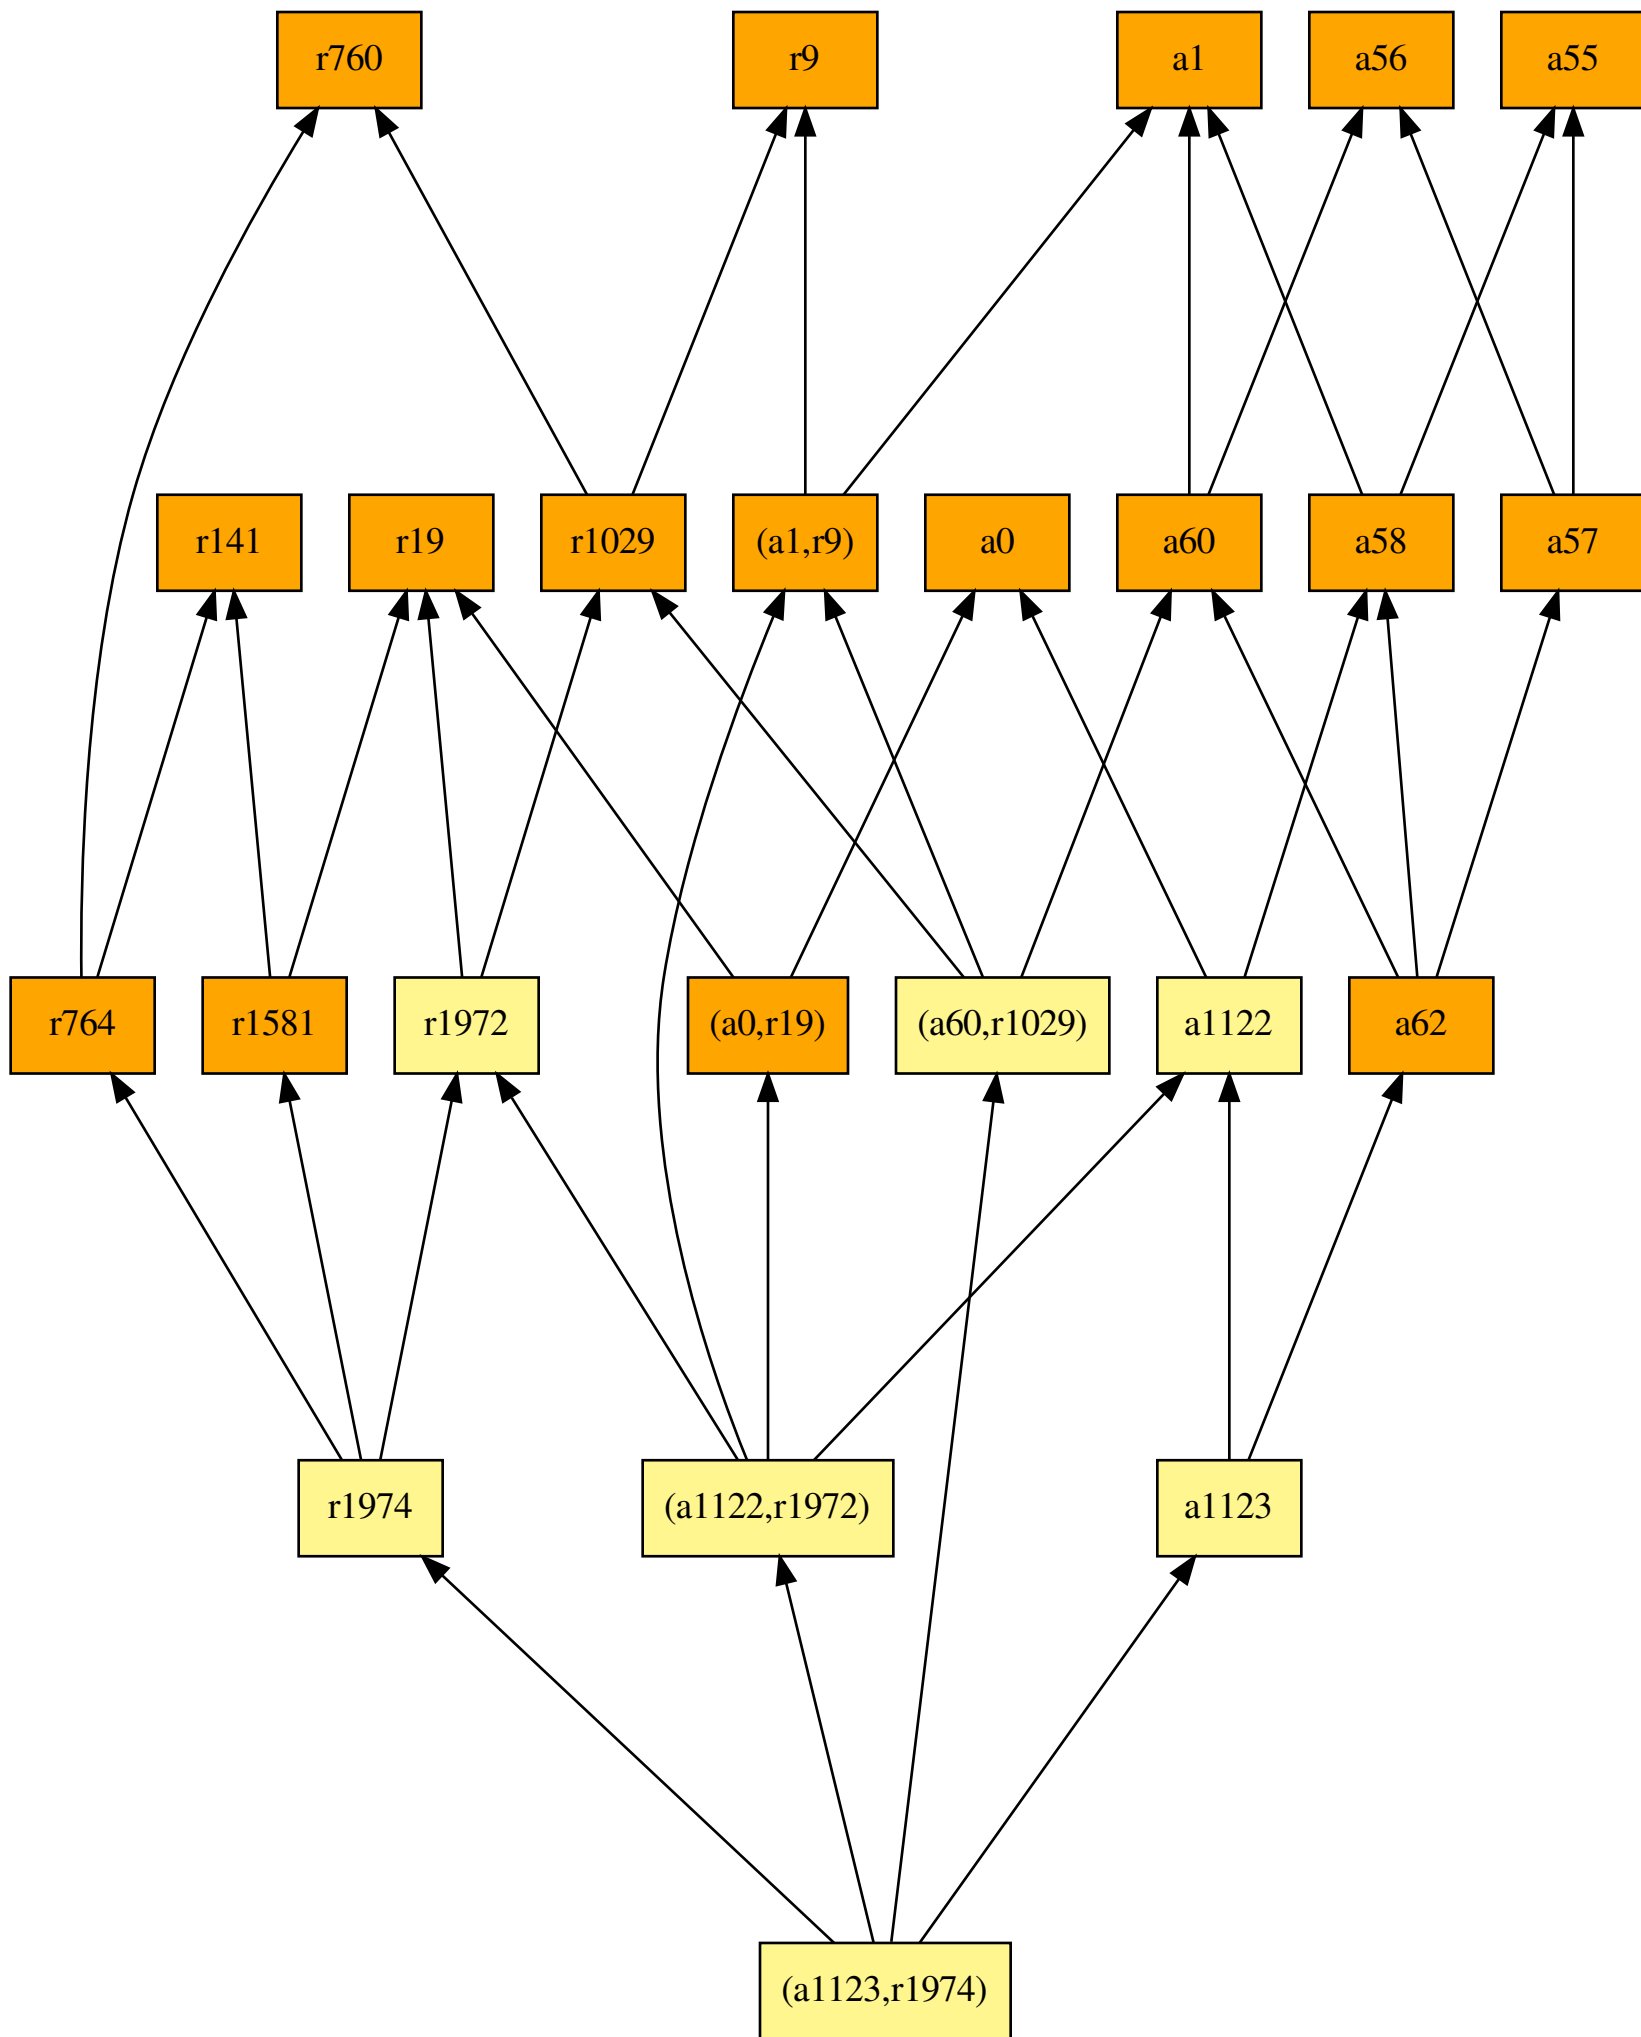 r760
r9
a1
a56
a55
r141
r19
r1029
(a1,r9)
a0
a60
a58
a57
r764
r1581
r1972
(a0,r19)
(a60,r1029)
a1122
a62
r1974
(a1122,r1972)
a1123
(a1123,r1974)